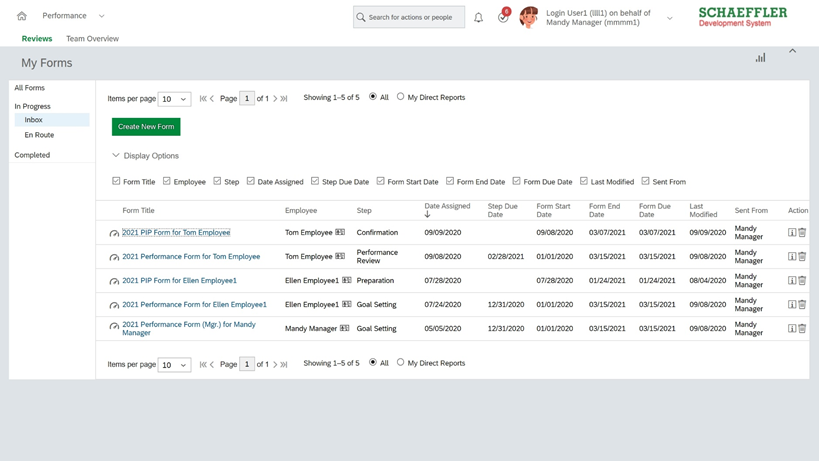 Performance
Search for actions or people
6
Login User1 (llll1) on behalf of
Mandy Manager (mmmm1)
SCHAEFFLER
Development System
Reviews Team Overview
My Forms
All Forms
In Progress
Inbox
En Route
Completed
Items per page 10 Page 1 of 1 Showing 1–5 of 5 All My Direct Reports
Create New Form
Display Options
Form Title Employee Step Date Assigned Step Due Date Form Start Date Form End Date Form Due Date Last Modified Sent From
Form Title Employee Step Date Assigned Step Due Date Form Start Date Form End Date Form Due Date Last Modified Sent From Action
2021 PIP Form for Tom Employee Tom Employee Confirmation 09/09/2020 09/08/2020 03/07/2021 03/07/2021 09/09/2020 Mandy Manager
2021 Performance Form for Tom Employee Tom Employee Performance Review 09/08/2020 02/28/2021 01/01/2020 03/15/2021 03/15/2021 09/08/2020 Mandy Manager
2021 PIP Form for Ellen Employee1 Ellen Employee1 Preparation 07/28/2020 07/28/2020 01/24/2021 01/24/2021 08/04/2020 Mandy Manager
2021 Performance Form for Ellen Employee1 Ellen Employee1 Goal Setting 07/24/2020 12/31/2020 01/01/2020 03/15/2021 03/15/2021 09/08/2020 Mandy Manager
2021 Performance Form (Mgr.) for Mandy Manager Mandy Manager Goal Setting 05/05/2020 12/31/2020 01/01/2020 03/15/2021 03/15/2021 09/08/2020 Mandy Manager
Items per page 10 Page 1 of 1 Showing 1–5 of 5 All My Direct Reports